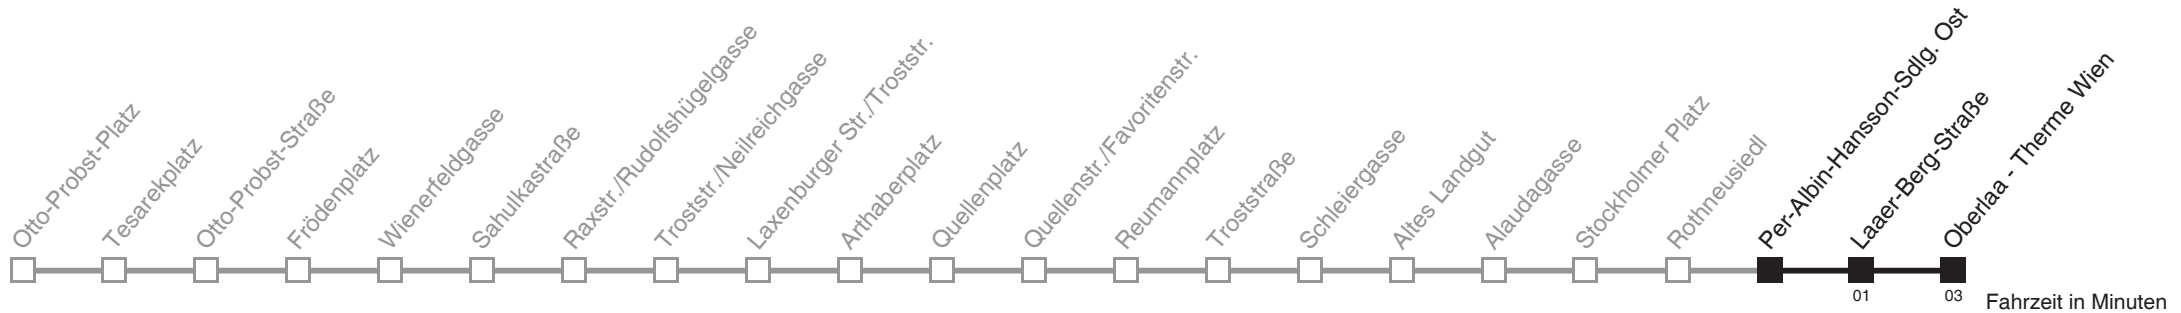 Otto-Probst-Platz
Tesarekplatz
Otto-Probst-Straße
Frödenplatz
Wienerfeldgasse
Sahulkastraße
Raxstr./Rudolfshügelgasse
Troststr./Neilreichgasse
Laxenburger Str./Troststr.
Arthaberplatz
Quellenplatz
Quellenstr./Favoritenstr.
Reumannplatz
Troststraße
Schleiergasse
Altes Landgut
Alaudagasse
Stockholmer Platz
Rothneusiedl
Per-Albin-Hansson-Sdlg. Ost
Laaer-Berg-Straße
Oberlaa - Therme Wien
01
03
Fahrzeit in Minuten